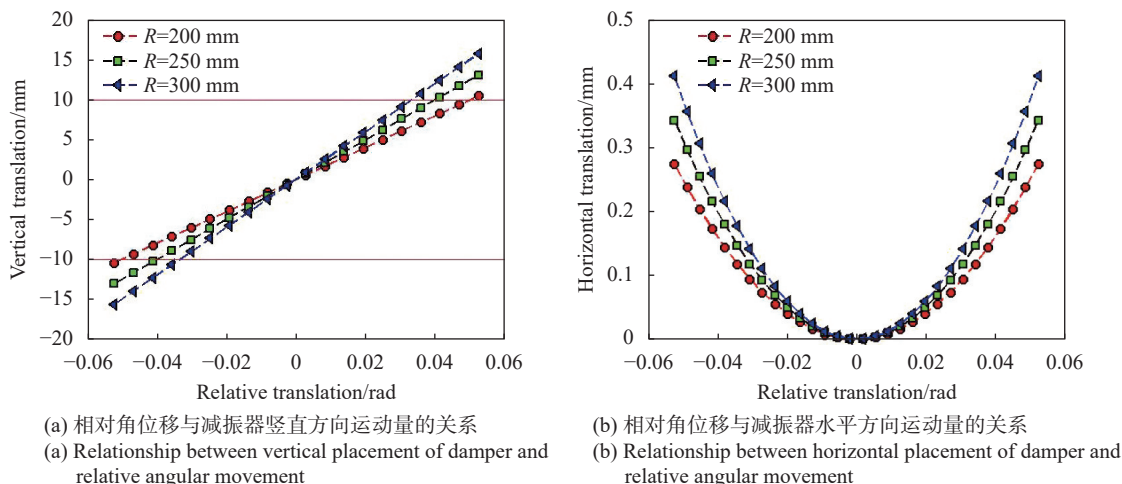 20
15
10
5
0
−5
−10
−15
−20
Vertical translation/mm
R=200 mm
R=250 mm
R=300 mm
−0.06
−0.04
−0.02
0
0.02
0.04
0.06
Relative translation/rad
(a) 相对角位移与减振器竖直方向运动量的关系
(a) Relationship between vertical placement of damper and
relative angular movement
0.5
0.4
0.3
0.2
0.1
0
Horizontal translation/mm
R=200 mm
R=250 mm
R=300 mm
−0.06
−0.04
−0.02
0
0.02
0.04
0.06
Relative translation/rad
(b) 相对角位移与减振器水平方向运动量的关系
(b) Relationship between horizontal placement of damper and
relative angular movement